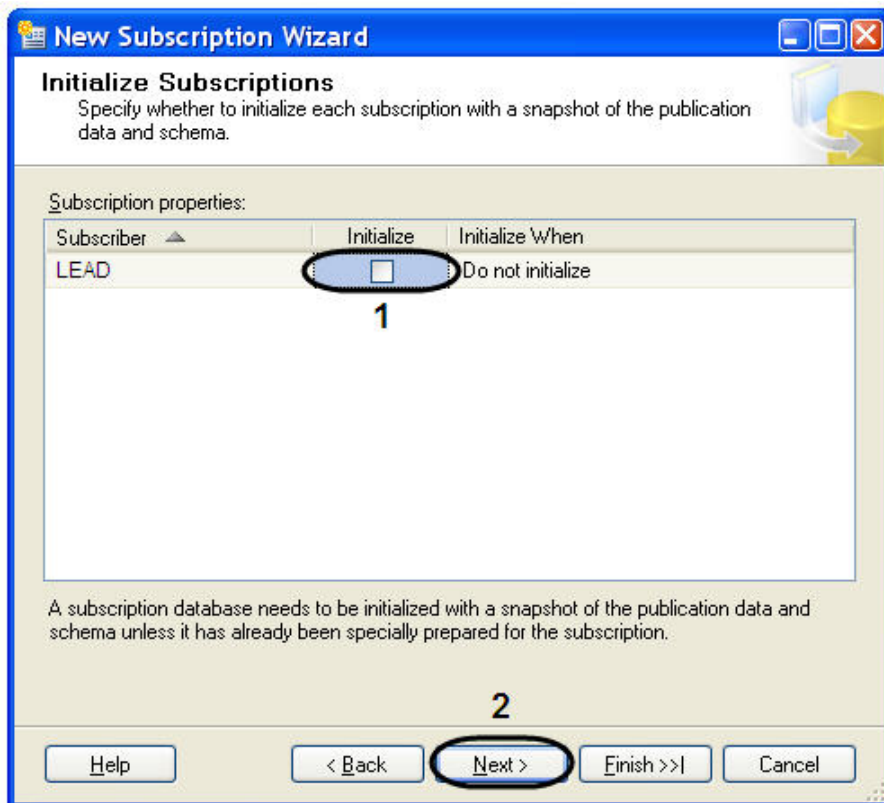 New Subscription Wizard
Initialize Subscriptions
Specify whether to initialize each subscription with a snapshot of the publication
data and schema.
Subscription properties:
Subscriber Initialize Initialize When
LEAD Do not initialize
1
A subscription database needs to be initialized with a snapshot of the publication data and
schema unless it has already been specially prepared for the subscription.
2
Help < Back Next > Finish >>| Cancel